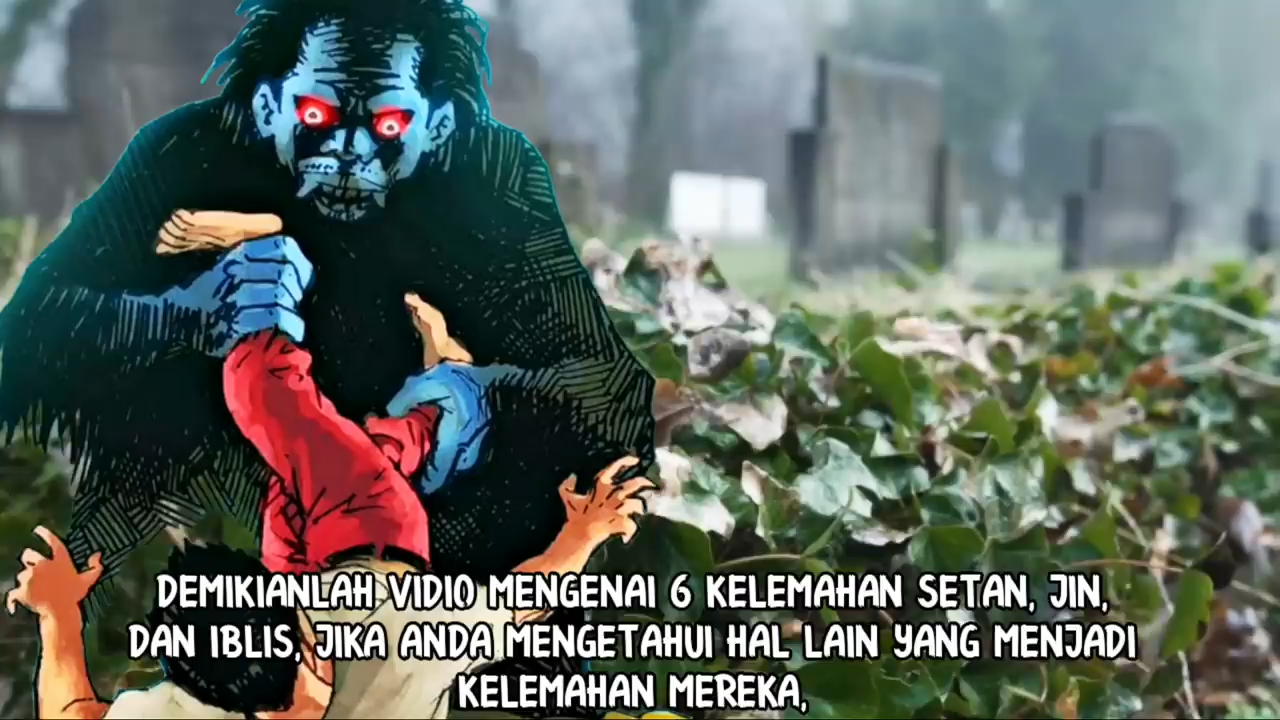 DEMIKIANLAH VIDIO MENGENAI 6 KELEMAHAN SETAN, JIN,
DAN IBLIS, JIKA ANDA MENGETAHUI HAL LAIN YANG MENJADI
KELEMAHAN MEREKA,